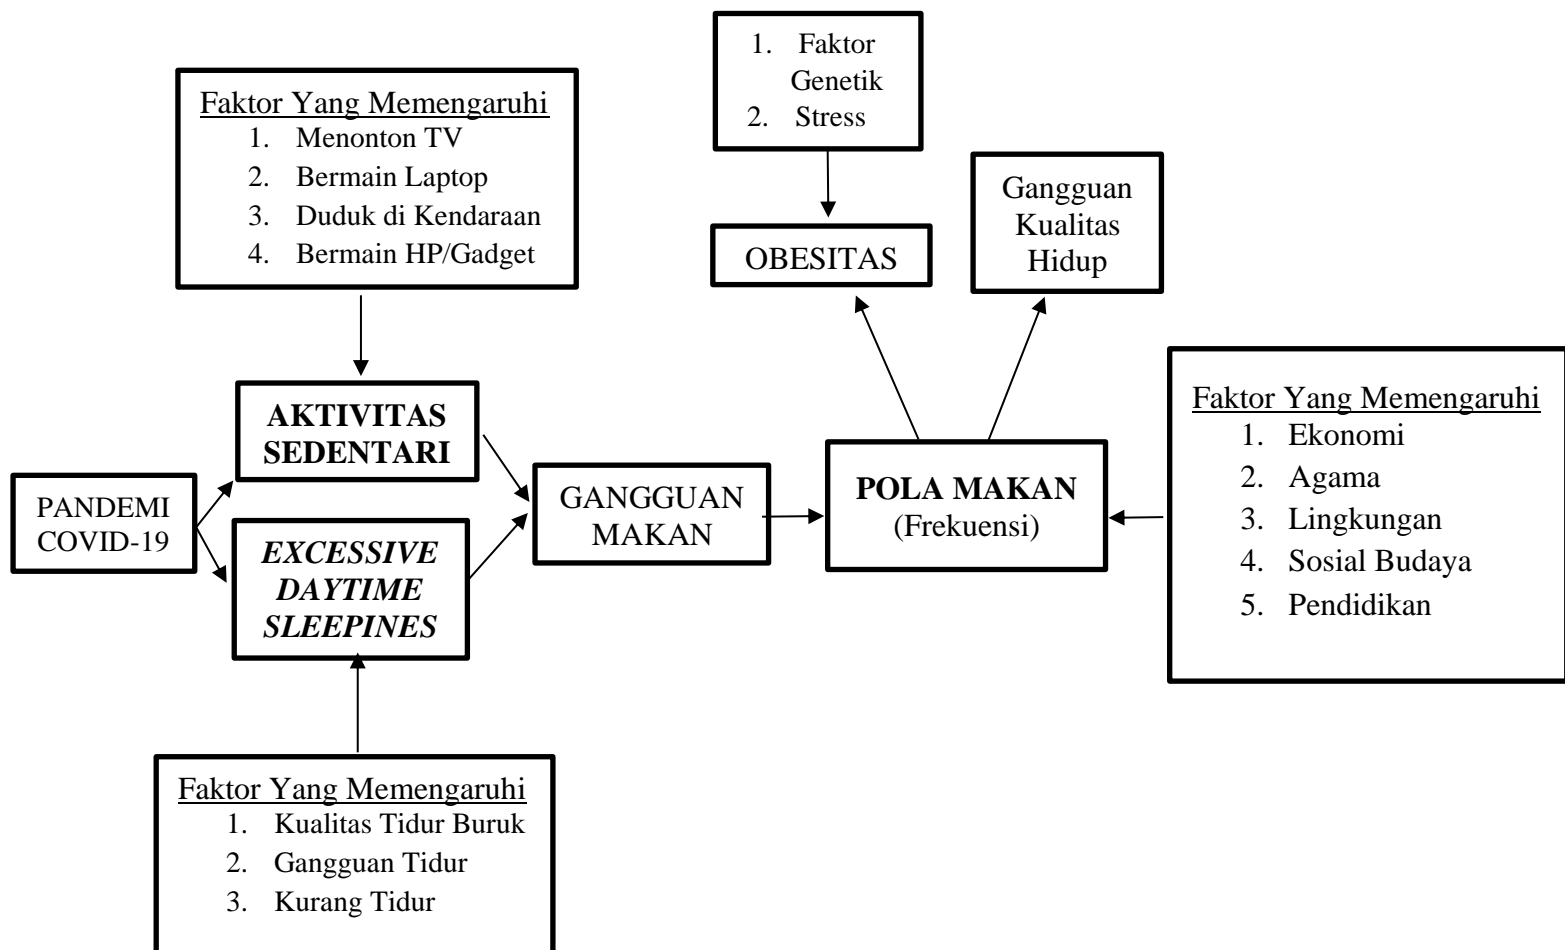 1. Faktor
Genetik
2. Stress
Faktor Yang Memengaruhi
1. Menonton TV
2. Bermain Laptop
3. Duduk di Kendaraan
4. Bermain HP/Gadget
Gangguan
Kualitas
Hidup
OBESITAS
AKTIVITAS
SEDENTARI
Faktor Yang Memengaruhi
1. Ekonomi
2. Agama
3. Lingkungan
4. Sosial Budaya
5. Pendidikan
PANDEMI
COVID-19
GANGGUAN
MAKAN
POLA MAKAN
(Frekuensi)
EXCESSIVE
DAYTIME
SLEEPINES
Faktor Yang Memengaruhi
1. Kualitas Tidur Buruk
2. Gangguan Tidur
3. Kurang Tidur